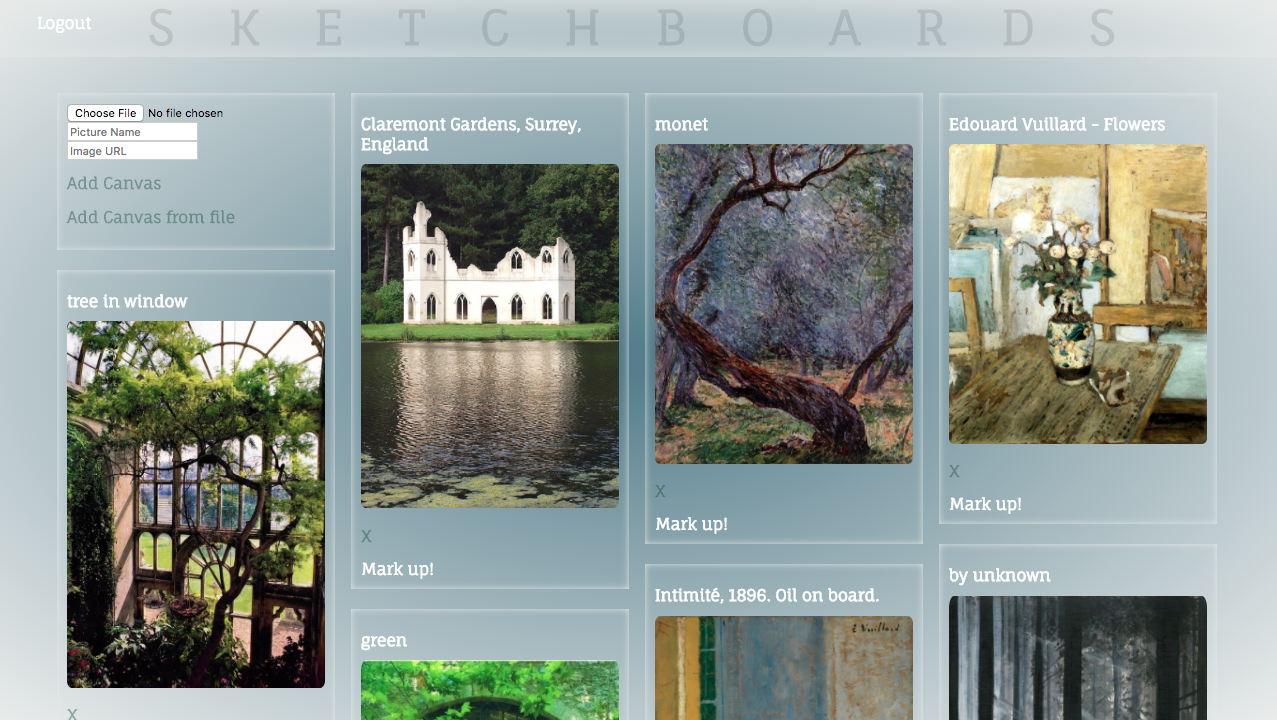 Logout
SKETCHBOARDS
Choose File No file chosen
Picture Name
Image URL
Add Canvas
Add Canvas from file
tree in window
X
Claremont Gardens, Surrey,
England
X
Mark up!
green
monet
X
Mark up!
Intimité, 1896. Oil on board.
E Vuillard
Edouard Vuillard - Flowers
X
Mark up!
by unknown